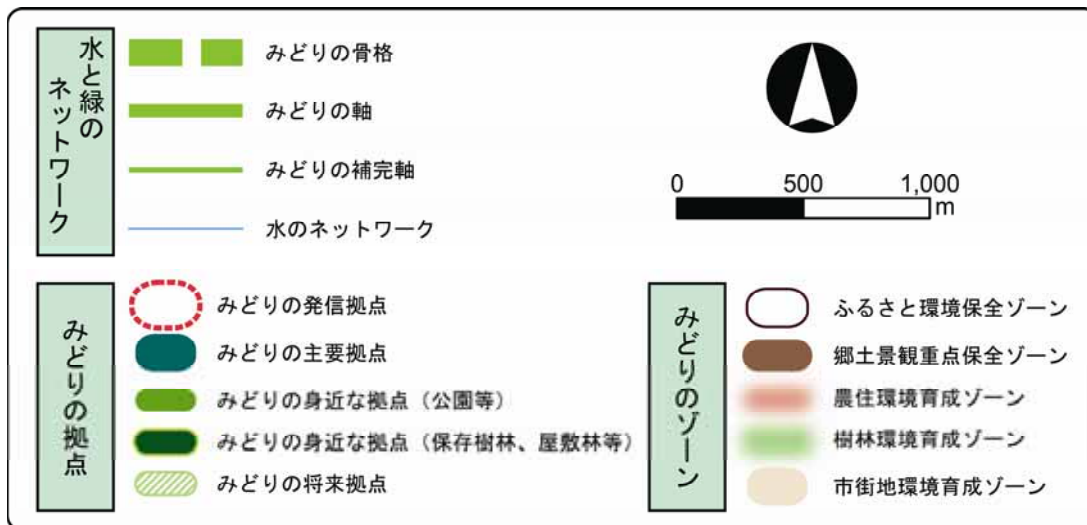 水と緑の
ネットワーク
みどりの骨格
みどりの軸
みどりの補完軸
水のネットワーク
0 500 1,000
m
みどりの拠点
みどりの発信拠点
みどりの主要拠点
みどりの身近な拠点（公園等）
みどりの身近な拠点（保存樹林、屋敷林等）
みどりの将来拠点
みどりのゾーン
ふるさと環境保全ゾーン
郷土景観重点保全ゾーン
農住環境育成ゾーン
樹林環境育成ゾーン
市街地環境育成ゾーン